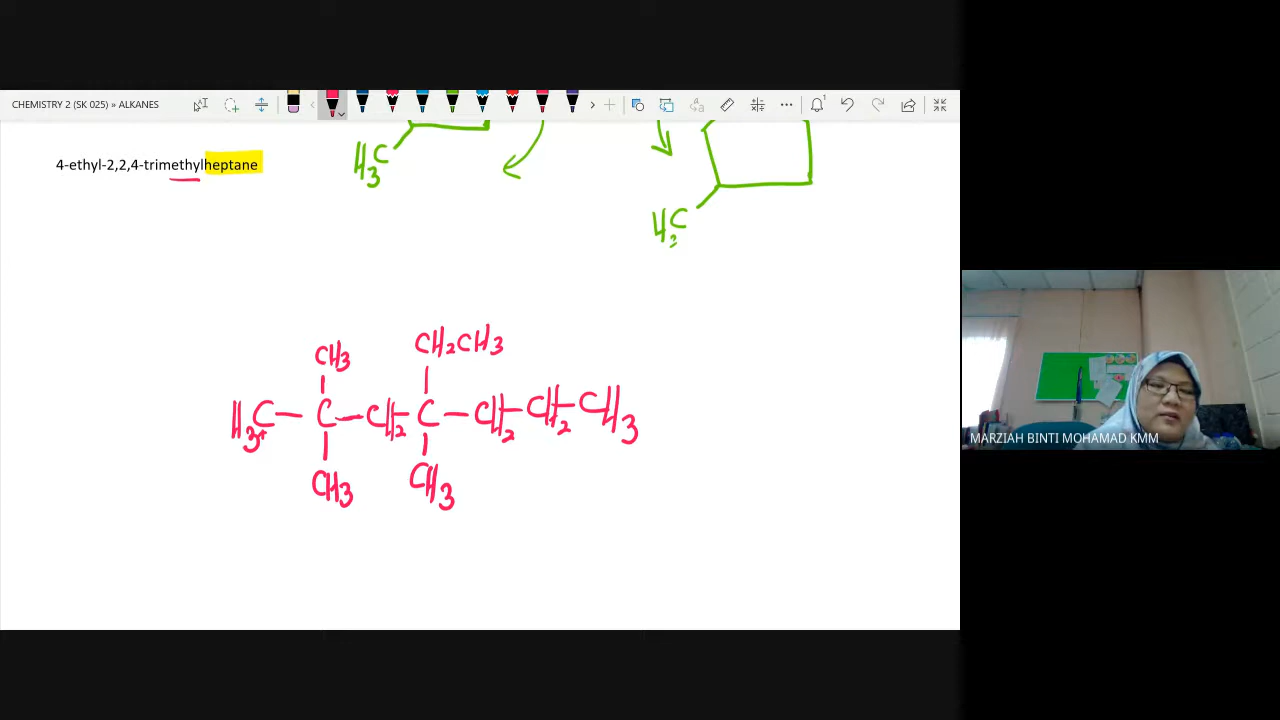 CHEMISTRY 2 (SK 025) » ALKANES
4-ethyl-2,2,4-trimethylheptane
H3C
H3C
CH3 CH2CH3
H3C — C — CH2 — C — CH2 — CH2 — CH3
CH3 CH3
MARZIAH BINTI MOHAMAD KMM